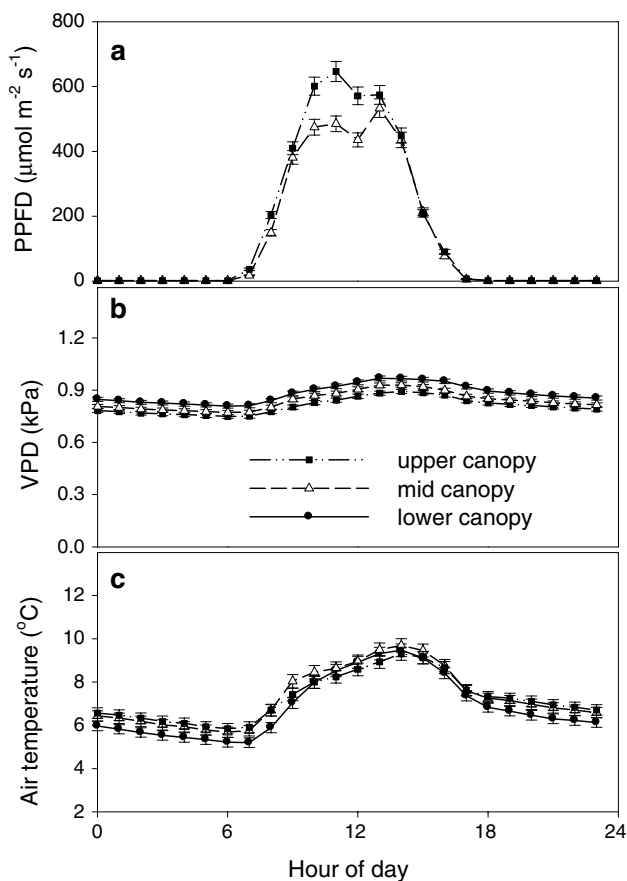 a
800
600
400
200
0
PPFD (μmol m⁻² s⁻¹)
b
1.2
0.9
0.6
0.3
0.0
VPD (kPa)
upper canopy
mid canopy
lower canopy
c
14
12
10
8
6
4
2
Air temperature (°C)
0 6 12 18 24
Hour of day